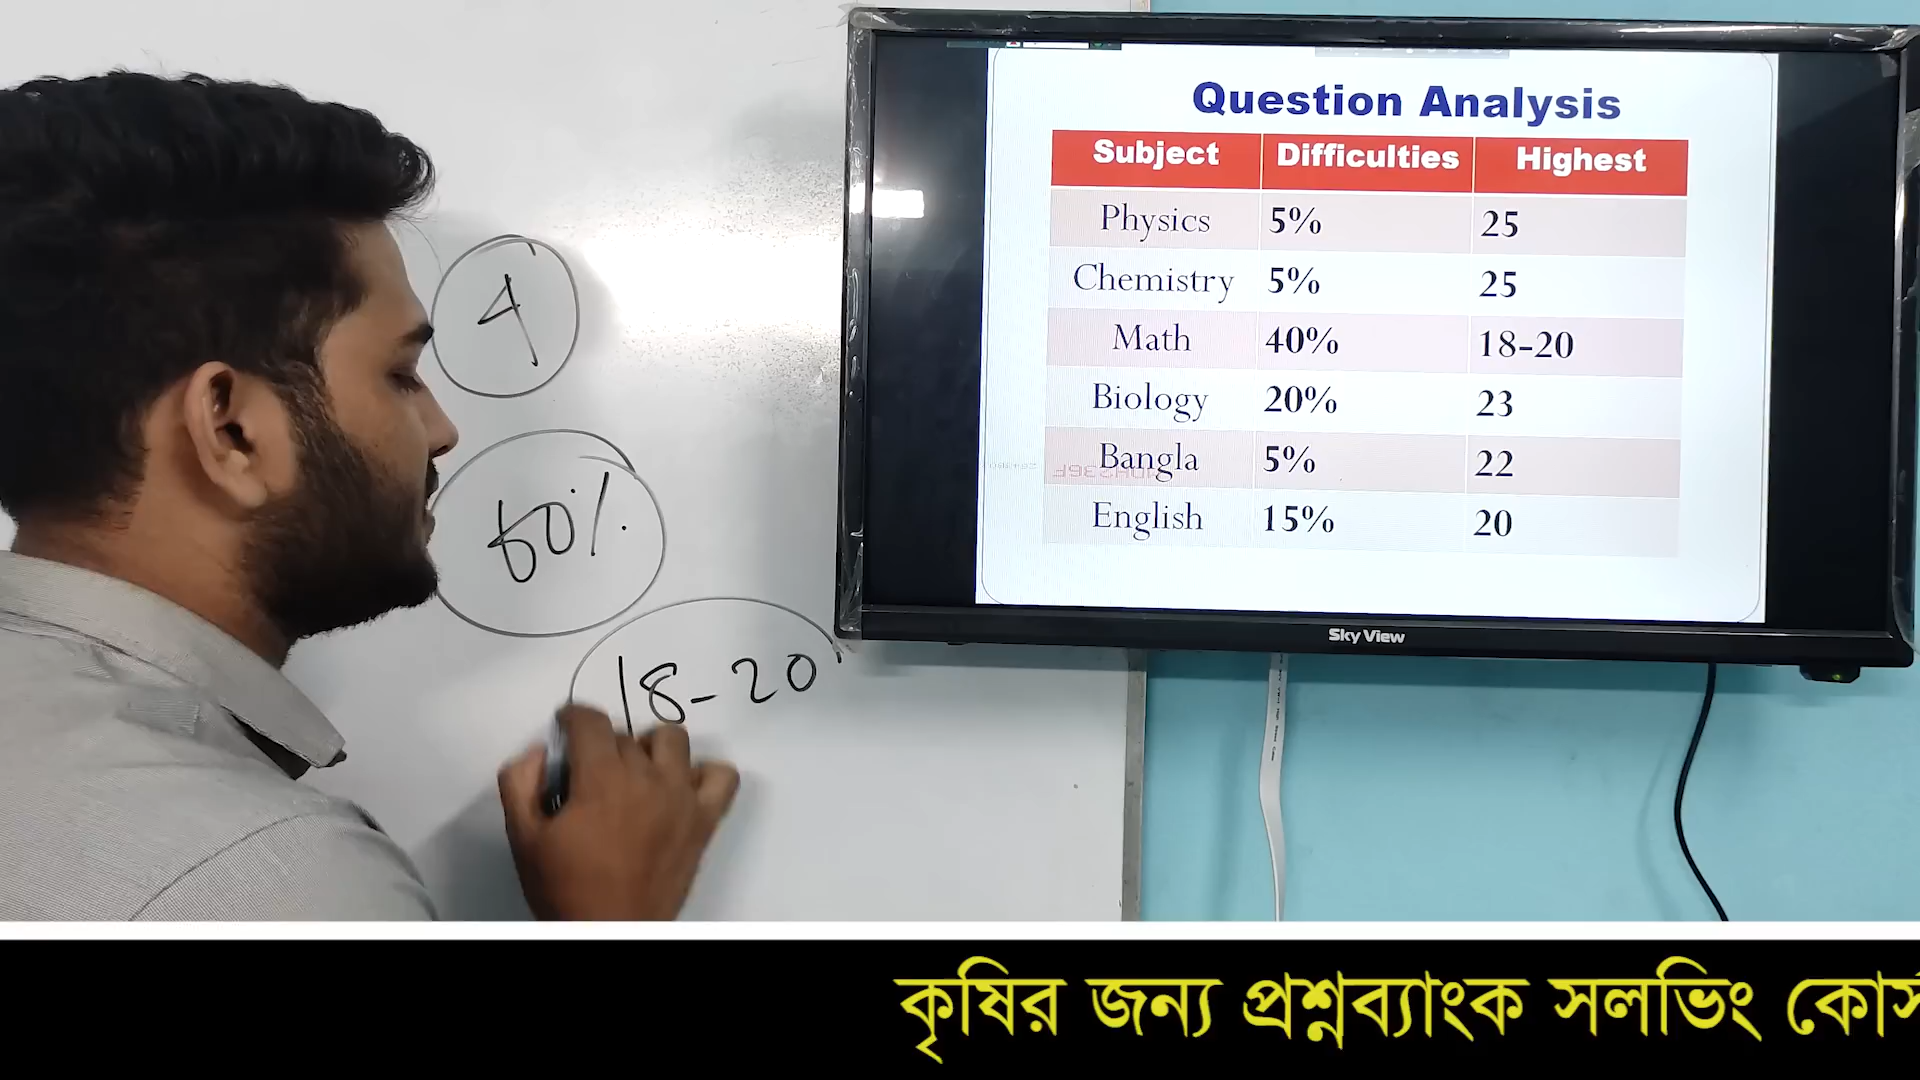 4
60%
18-20
Question Analysis
Subject Difficulties Highest
Physics 5% 25
Chemistry 5% 25
Math 40% 18-20
Biology 20% 23
Bangla 5% 22
English 15% 20
Sky View
কৃষির জন্য প্রশ্নব্যাংক সলভিং